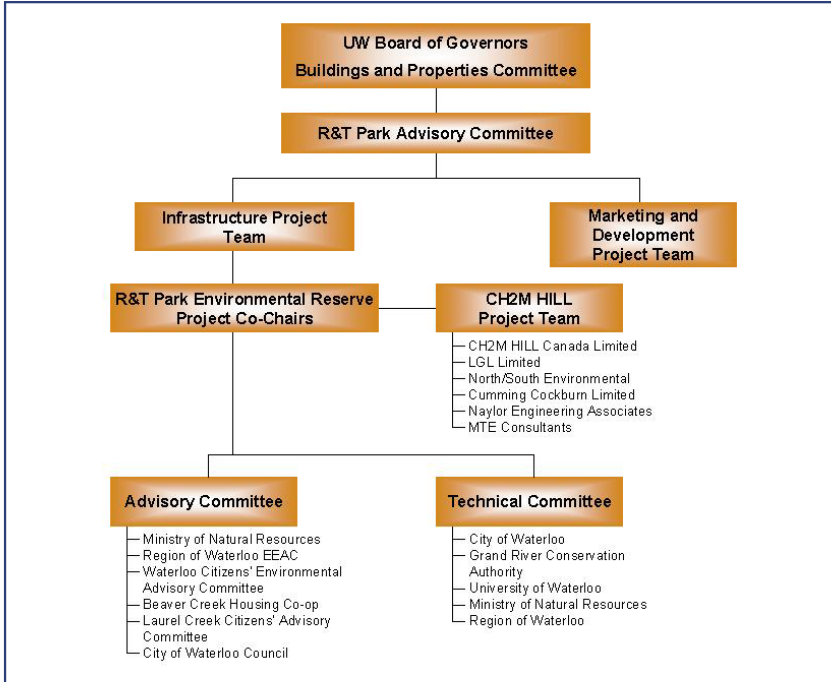 UW Board of Governors
Buildings and Properties Committee
R&T Park Advisory Committee
Infrastructure Project
Team
Marketing and
Development
Project Team
R&T Park Environmental Reserve
Project Co-Chairs
CH2M HILL
Project Team
CH2M HILL Canada Limited
LGL Limited
North/South Environmental
Cumming Cockburn Limited
Naylor Engineering Associates
MTE Consultants
Advisory Committee
Ministry of Natural Resources
Region of Waterloo EEAC
Waterloo Citizens' Environmental
Advisory Committee
Beaver Creek Housing Co-op
Laurel Creek Citizens' Advisory
Committee
City of Waterloo Council
Technical Committee
City of Waterloo
Grand River Conservation
Authority
University of Waterloo
Ministry of Natural Resources
Region of Waterloo